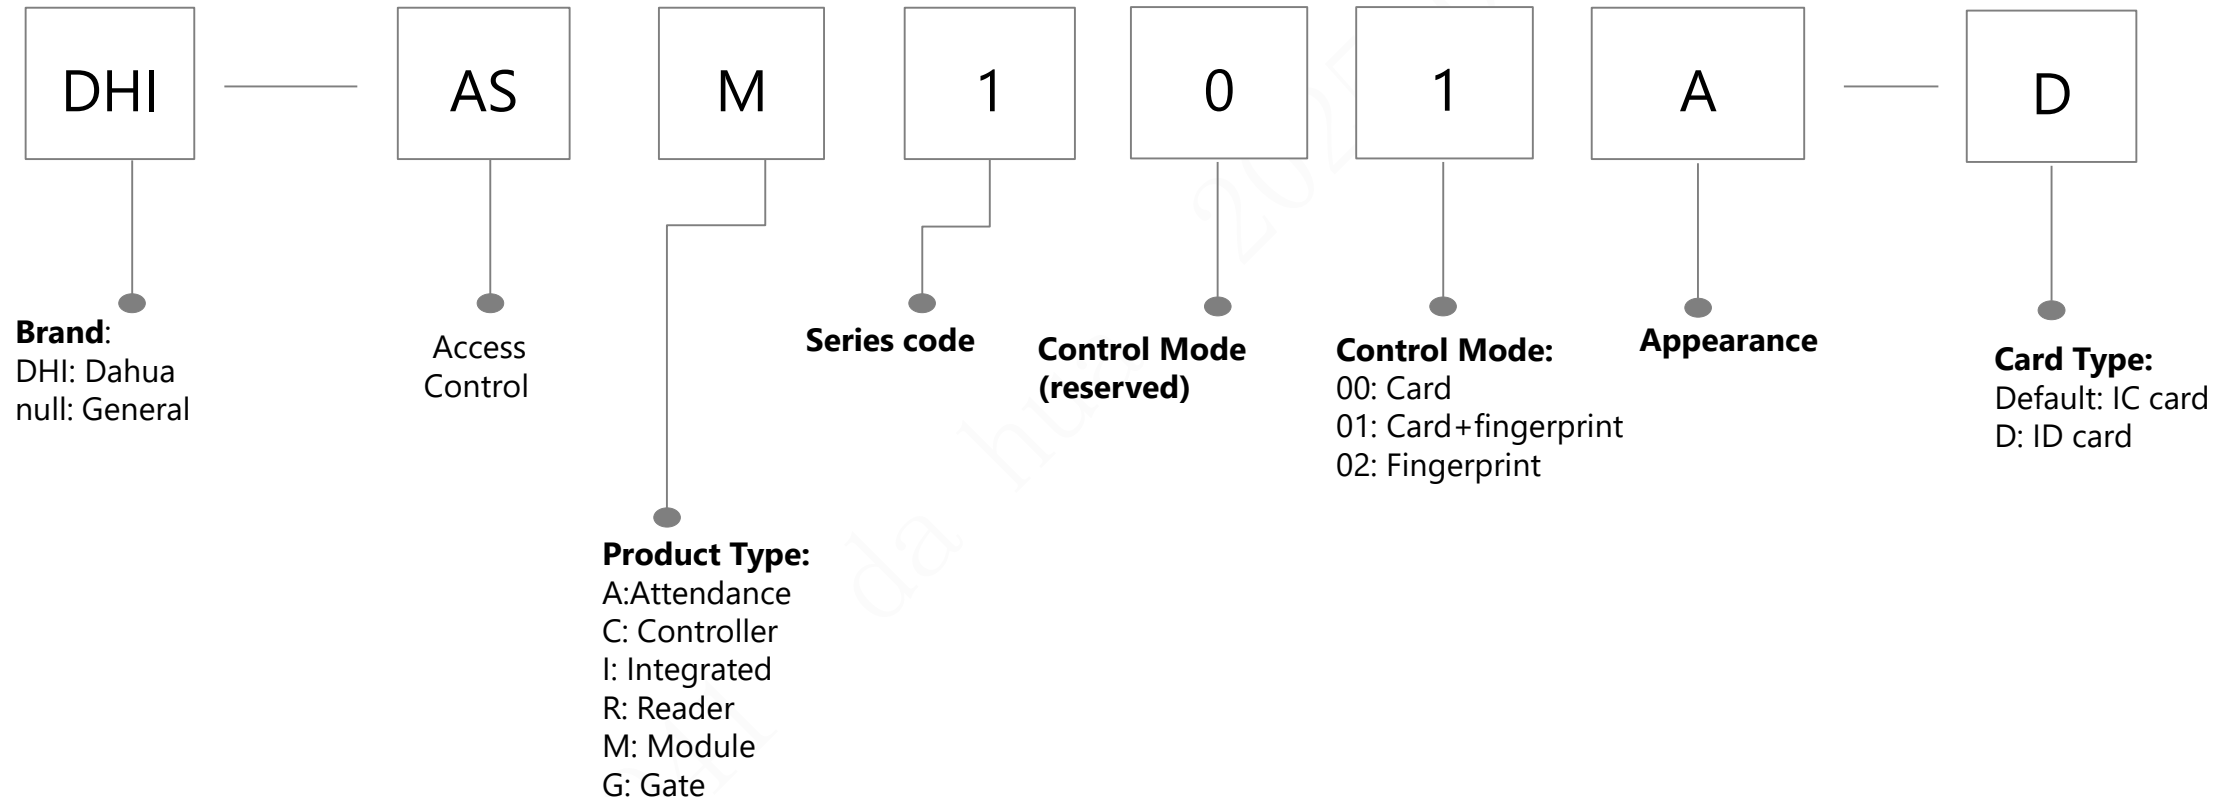 DHI AS M 1 0 1 A D
Brand:
DHI: Dahua
null: General
Access
Control
Product Type:
A:Attendance
C: Controller
I: Integrated
R: Reader
M: Module
G: Gate
Series code
Control Mode
(reserved)
Control Mode:
00: Card
01: Card+fingerprint
02: Fingerprint
Appearance
Card Type:
Default: IC card
D: ID card